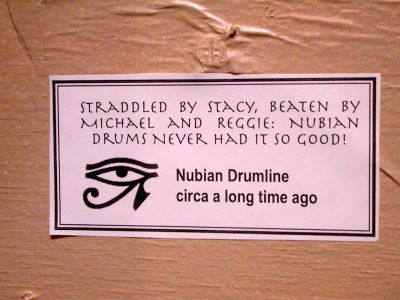 STRADDLED BY STACY, BEATEN BY
MICHAEL AND REGGIE: NUBIAN
DRUMS NEVER HAD IT SO GOOD!
Nubian Drumline
circa a long time ago